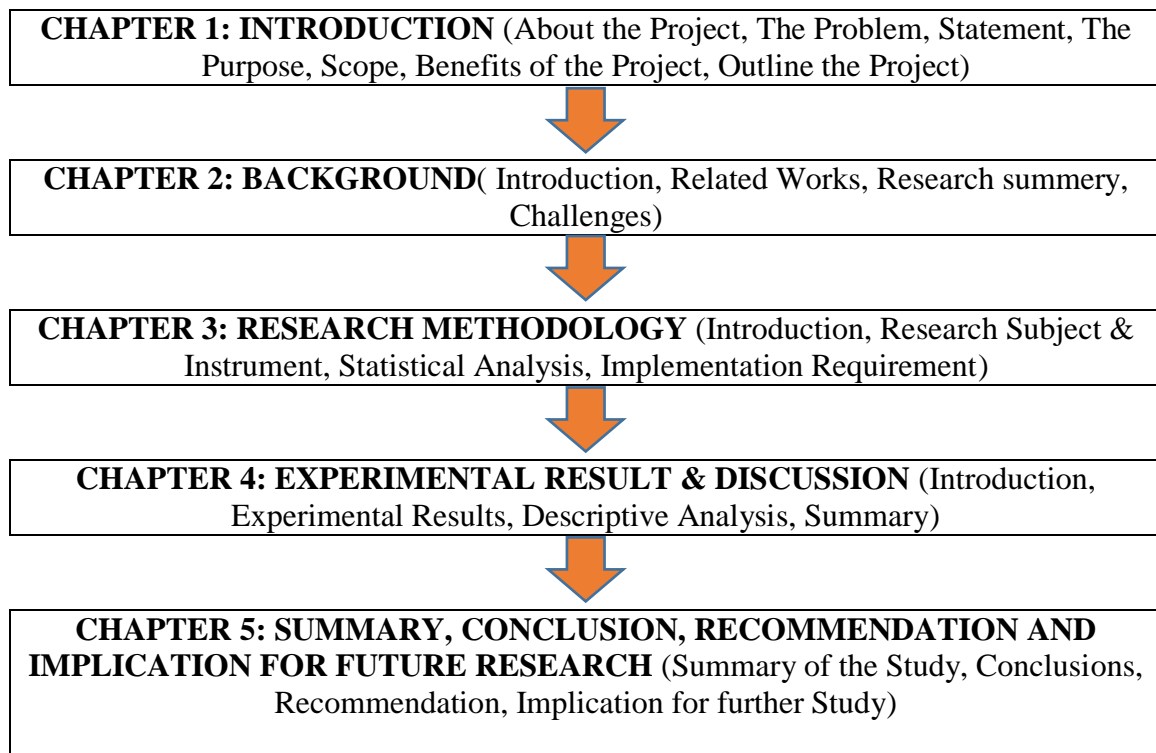 CHAPTER 1: INTRODUCTION (About the Project, The Problem, Statement, The
Purpose, Scope, Benefits of the Project, Outline the Project)
CHAPTER 2: BACKGROUND( Introduction, Related Works, Research summery,
Challenges)
CHAPTER 3: RESEARCH METHODOLOGY (Introduction, Research Subject &
Instrument, Statistical Analysis, Implementation Requirement)
CHAPTER 4: EXPERIMENTAL RESULT & DISCUSSION (Introduction,
Experimental Results, Descriptive Analysis, Summary)
CHAPTER 5: SUMMARY, CONCLUSION, RECOMMENDATION AND
IMPLICATION FOR FUTURE RESEARCH (Summary of the Study, Conclusions,
Recommendation, Implication for further Study)